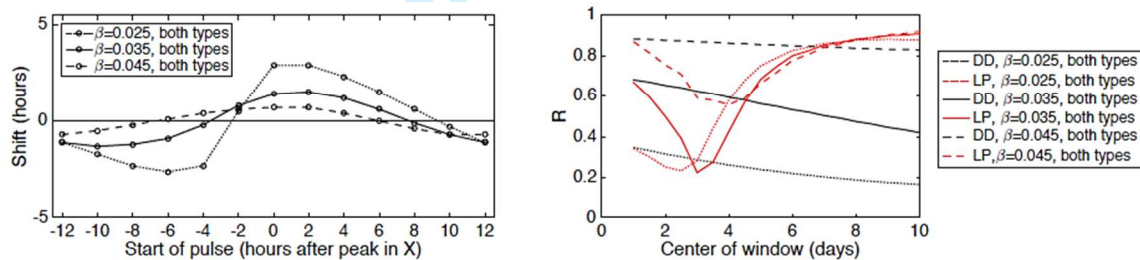 β=0.025, both types
β=0.035, both types
β=0.045, both types
Shift (hours)
5
0
-5
-12 -10 -8 -6 -4 -2 0 2 4 6 8 10 12
Start of pulse (hours after peak in X)
R
1
0.8
0.6
0.4
0.2
0
0 2 4 6 8 10
Center of window (days)
DD, β=0.025, both types
LP, β=0.025, both types
DD, β=0.035, both types
LP, β=0.035, both types
DD, β=0.045, both types
LP,β=0.045, both types